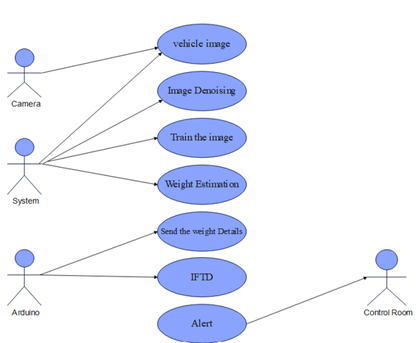 vehicle image
Camera
Image Denoising
Train the image
System
Weight Estimation
Send the weight Details
IFTD
Arduino
Control Room
Alert